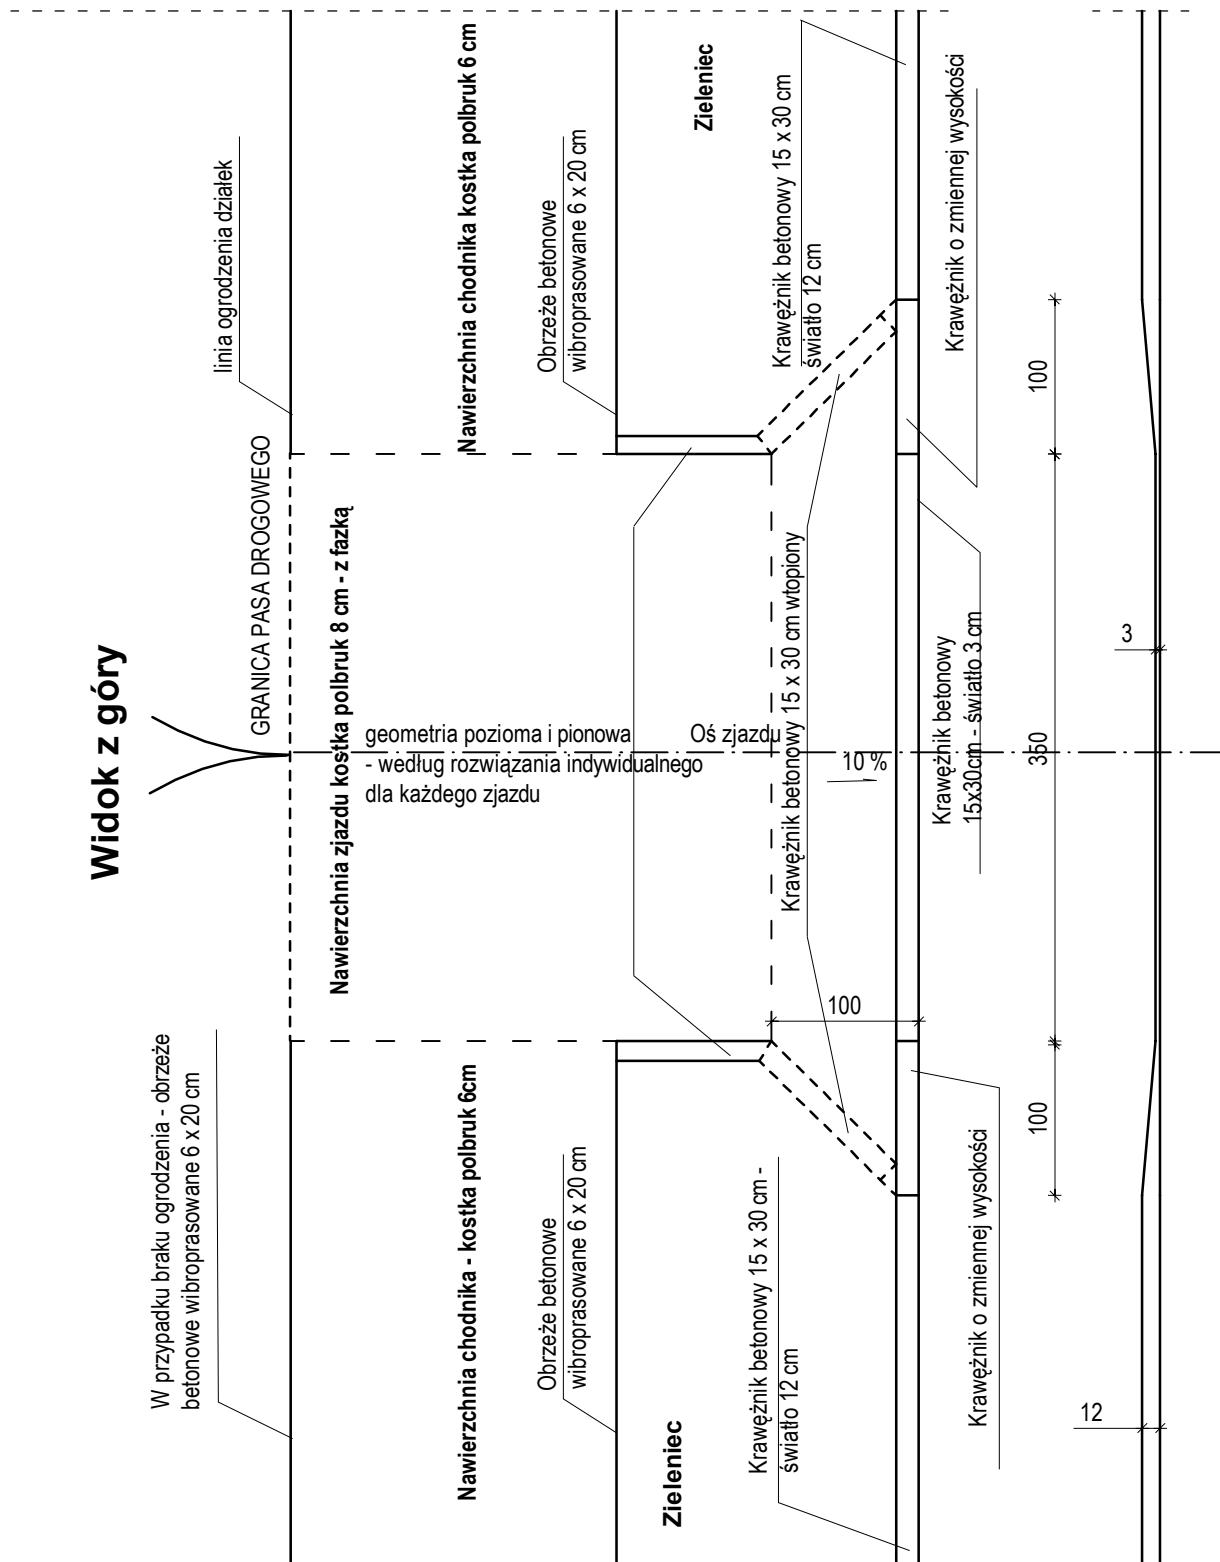 Widok z góry
W przypadku braku ogrodzenia - obrzeże
betonowe wibroprasowane 6 x 20 cm
linia ogrodzenia działek
GRANICA PASA DROGOWEGO
Nawierzchnia zjazdu kostka polbruk 8 cm - z fazką
geometria pozioma i pionowa
- według rozwiązania indywidualnego
dla każdego zjazdu
Oś zjazdu
Nawierzchnia chodnika - kostka polbruk 6cm
Nawierzchnia chodnika kostka polbruk 6 cm
Obrzeże betonowe
wibroprasowane 6 x 20 cm
Obrzeże betonowe
wibroprasowane 6 x 20 cm
Zieleniec
Zieleniec
Krawężnik betonowy 15 x 30 cm -
światło 12 cm
Krawężnik betonowy 15 x 30 cm wtopiony
Krawężnik betonowy 15 x 30 cm
światło 12 cm
10 %
100
Krawężnik betonowy
15x30cm - światło 3 cm
Krawężnik o zmiennej wysokości
Krawężnik o zmiennej wysokości
100
350
100
12
3